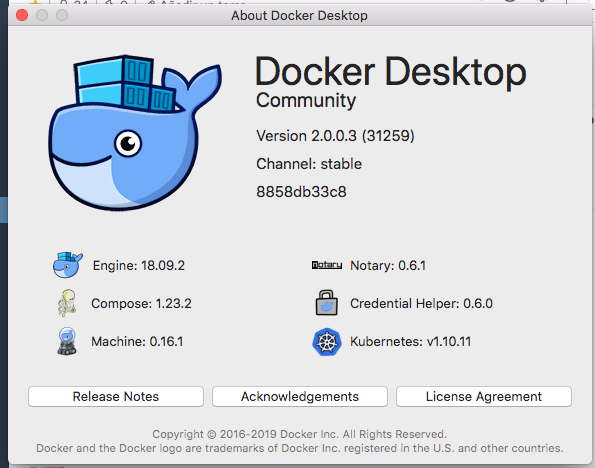 About Docker Desktop
Docker Desktop
Community
Version 2.0.0.3 (31259)
Channel: stable
8858db33c8
Engine: 18.09.2
notary Notary: 0.6.1
Compose: 1.23.2
Credential Helper: 0.6.0
Machine: 0.16.1
Kubernetes: v1.10.11
Release Notes
Acknowledgements
License Agreement
Copyright © 2016-2019 Docker Inc. All Rights Reserved.
Docker and the Docker logo are trademarks of Docker Inc. registered in the U.S. and other countries.